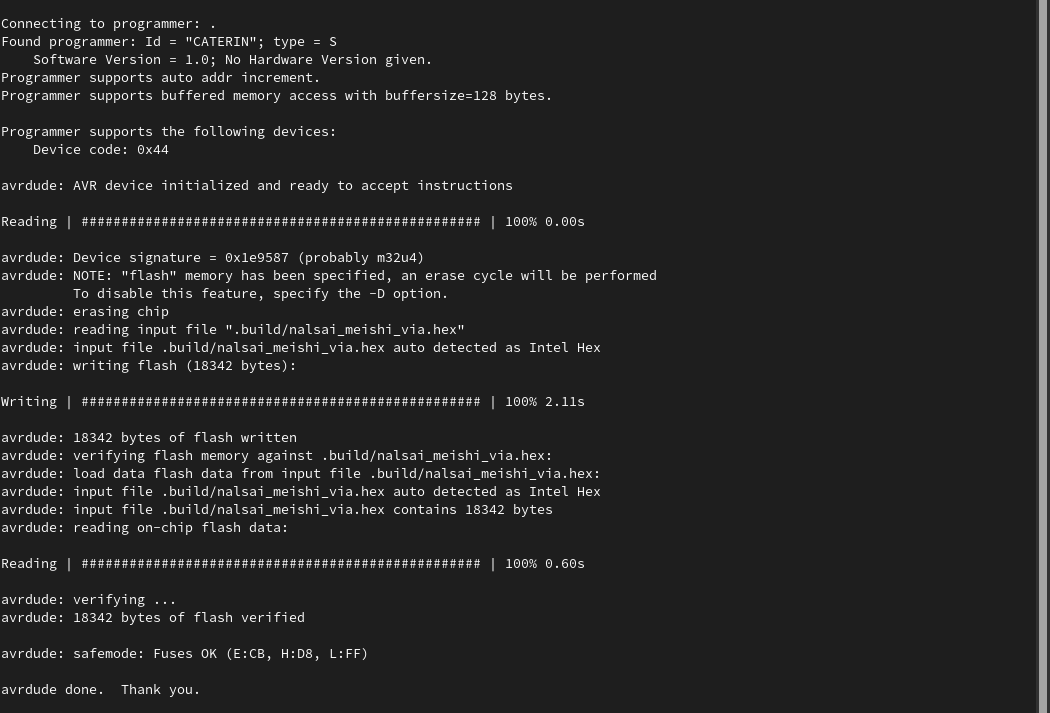 Connecting to programmer: .
Found programmer: Id = "CATERIN"; type = S
    Software Version = 1.0; No Hardware Version given.
Programmer supports auto addr increment.
Programmer supports buffered memory access with buffersize=128 bytes.

Programmer supports the following devices:
    Device code: 0x44

avrdude: AVR device initialized and ready to accept instructions

Reading | ################################################## | 100% 0.00s

avrdude: Device signature = 0x1e9587 (probably m32u4)
avrdude: NOTE: "flash" memory has been specified, an erase cycle will be performed
         To disable this feature, specify the -D option.
avrdude: erasing chip
avrdude: reading input file ".build/nalsai_meishi_via.hex"
avrdude: input file .build/nalsai_meishi_via.hex auto detected as Intel Hex
avrdude: writing flash (18342 bytes):

Writing | ################################################## | 100% 2.11s

avrdude: 18342 bytes of flash written
avrdude: verifying flash memory against .build/nalsai_meishi_via.hex:
avrdude: load data flash data from input file .build/nalsai_meishi_via.hex:
avrdude: input file .build/nalsai_meishi_via.hex auto detected as Intel Hex
avrdude: input file .build/nalsai_meishi_via.hex contains 18342 bytes
avrdude: reading on-chip flash data:

Reading | ################################################## | 100% 0.60s

avrdude: verifying ...
avrdude: 18342 bytes of flash verified

avrdude: safemode: Fuses OK (E:CB, H:D8, L:FF)

avrdude done.  Thank you.